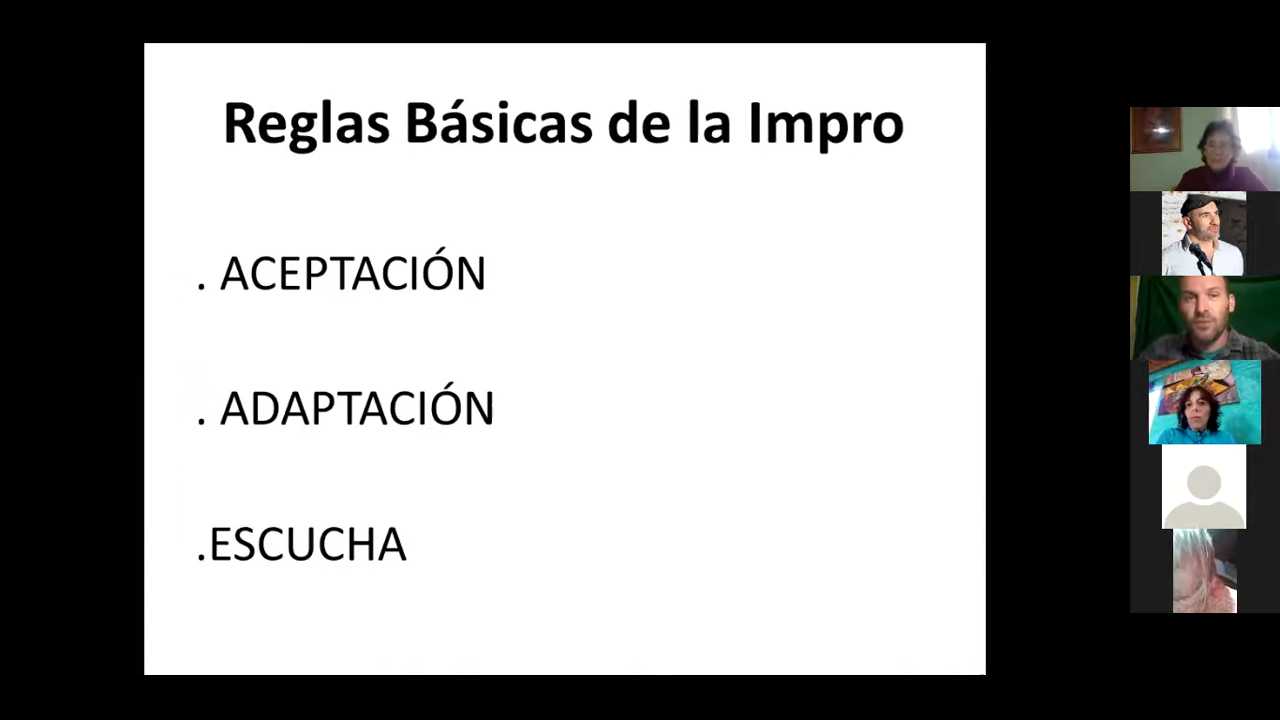 Reglas Básicas de la Impro
. ACEPTACIÓN
. ADAPTACIÓN
.ESCUCHA